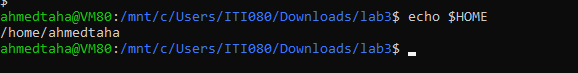 $
ahmedtaha@VM80:/mnt/c/Users/ITI080/Downloads/lab3$ echo $HOME
/home/ahmedtaha
ahmedtaha@VM80:/mnt/c/Users/ITI080/Downloads/lab3$